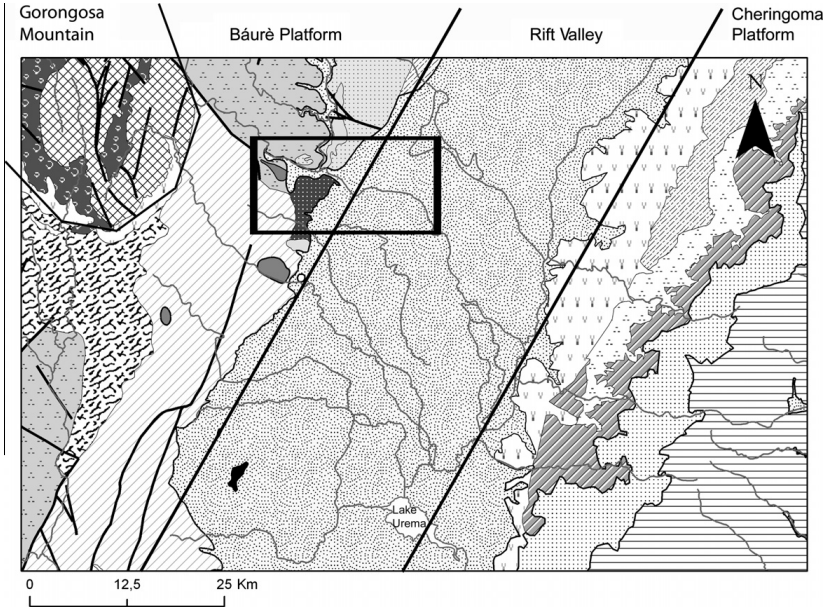 Gorongosa
Mountain
Báurè Platform
Rift Valley
Cheringoma
Platform
N
Lake
Urema
0 12,5 25 Km